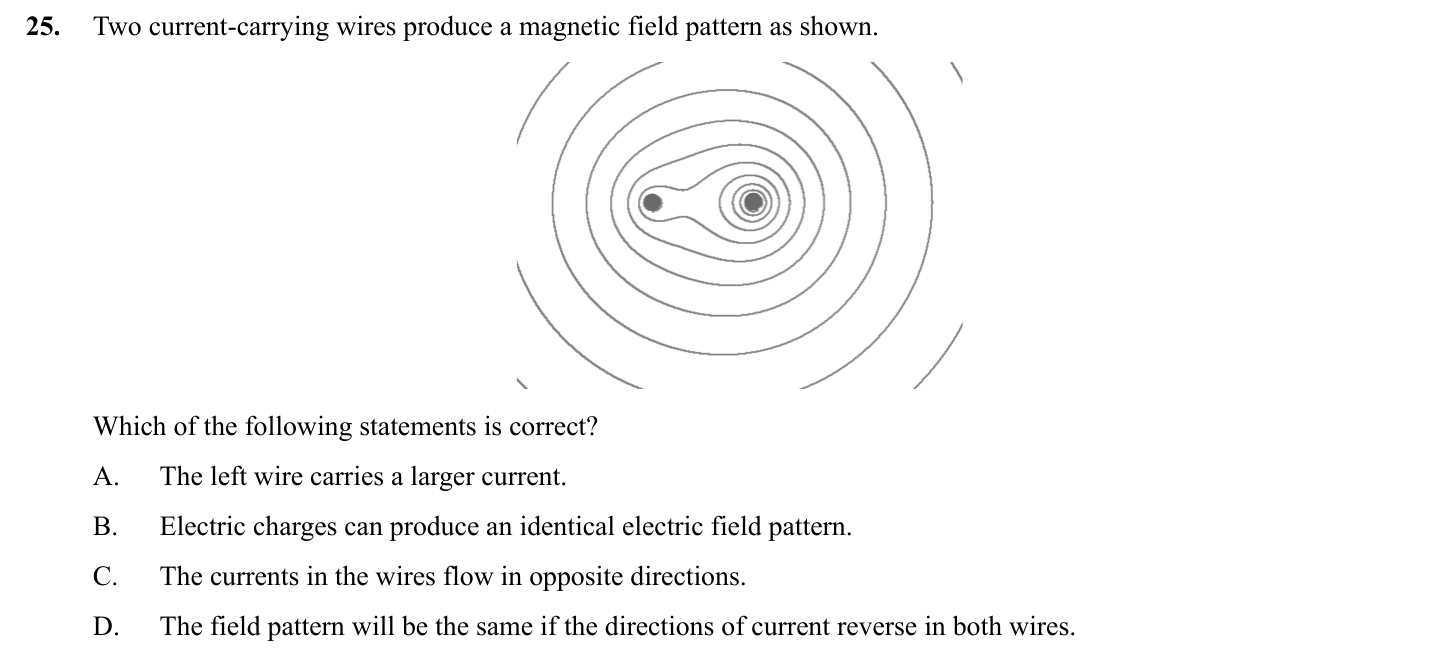 25. Two current-carrying wires produce a magnetic field pattern as shown.
Which of the following statements is correct?
A. The left wire carries a larger current.
B. Electric charges can produce an identical electric field pattern.
C. The currents in the wires flow in opposite directions.
D. The field pattern will be the same if the directions of current reverse in both wires.